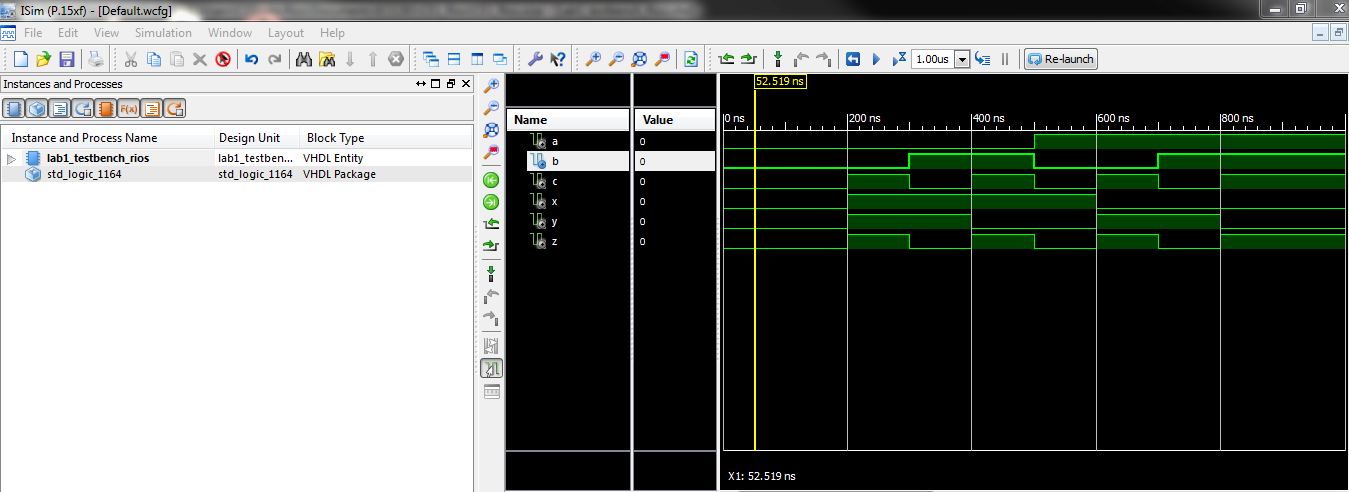 ISim (P.15xf) - [Default.wcfg]
File Edit View Simulation Window Layout Help
1.00us Re-launch
Instances and Processes
F(x)
Instance and Process Name Design Unit Block Type
lab1_testbench_rios lab1_testben... VHDL Entity
std_logic_1164 std_logic_1164 VHDL Package
Name Value
a 0
b 0
c 0
x 0
y 0
z 0
52.519 ns
0 ns 200 ns 400 ns 600 ns 800 ns
X1: 52.519 ns